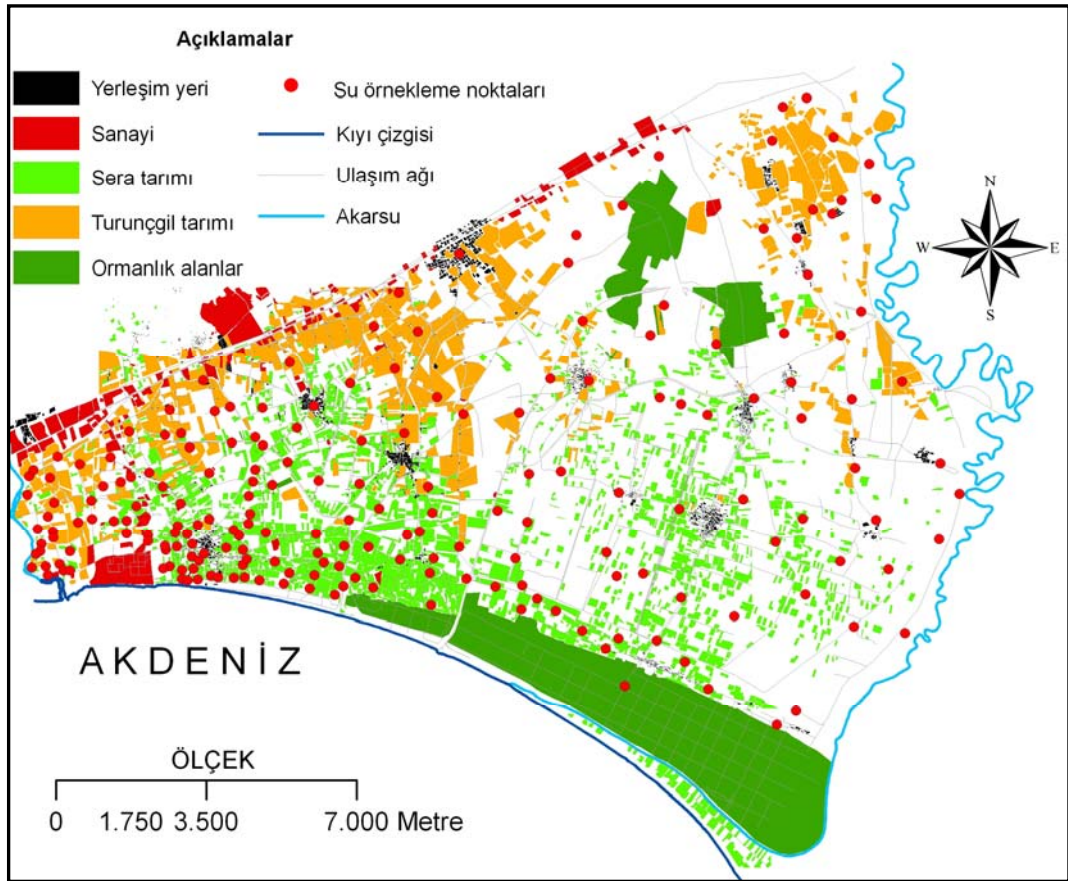 Açıklamalar
Yerleşim yeri
Sanayi
Sera tarımı
Turunçgil tarımı
Ormanlık alanlar
Su örnekleme noktaları
Kıyı çizgisi
Ulaşım ağı
Akarsu
N
W E
S
AKDENİZ
ÖLÇEK
0 1.750 3.500 7.000 Metre